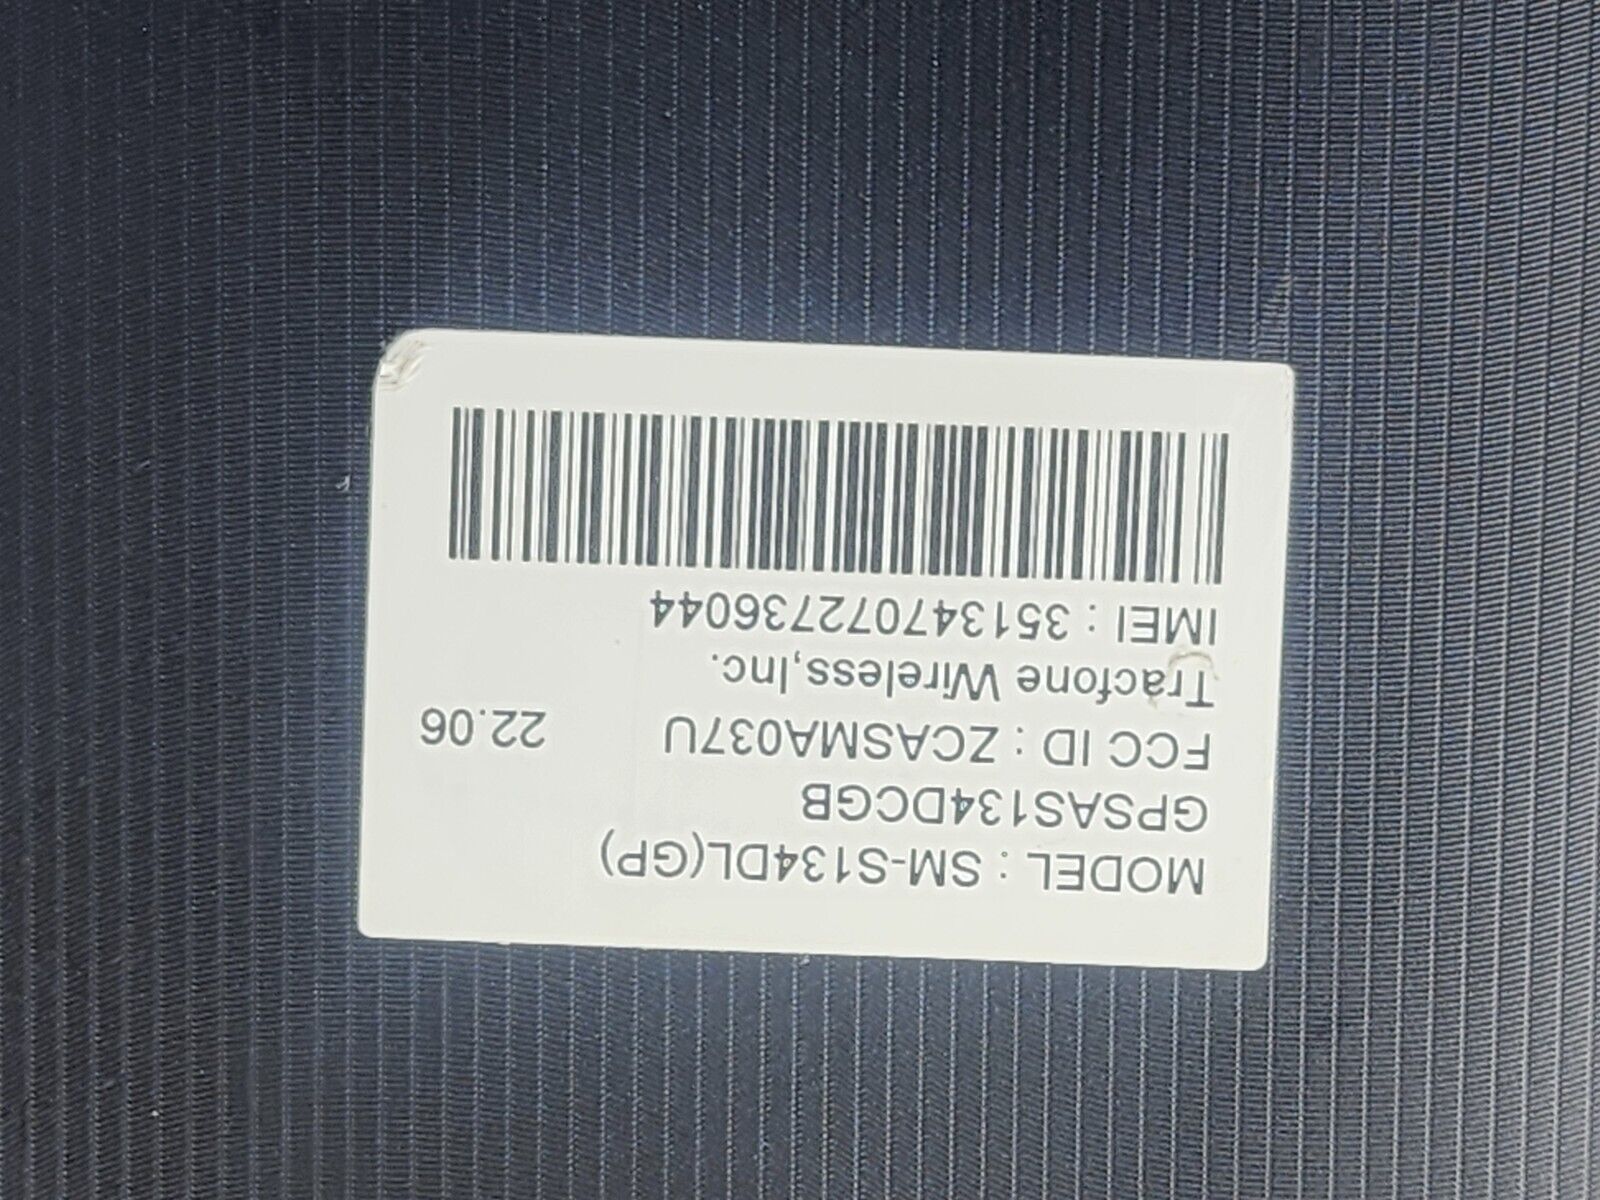 MODEL : SM-S134DL(GP)
GPSAS134DCGB
FCC ID : ZCASMA037U 22.06
Tracfone Wireless,Inc.
IMEI : 351347072736044